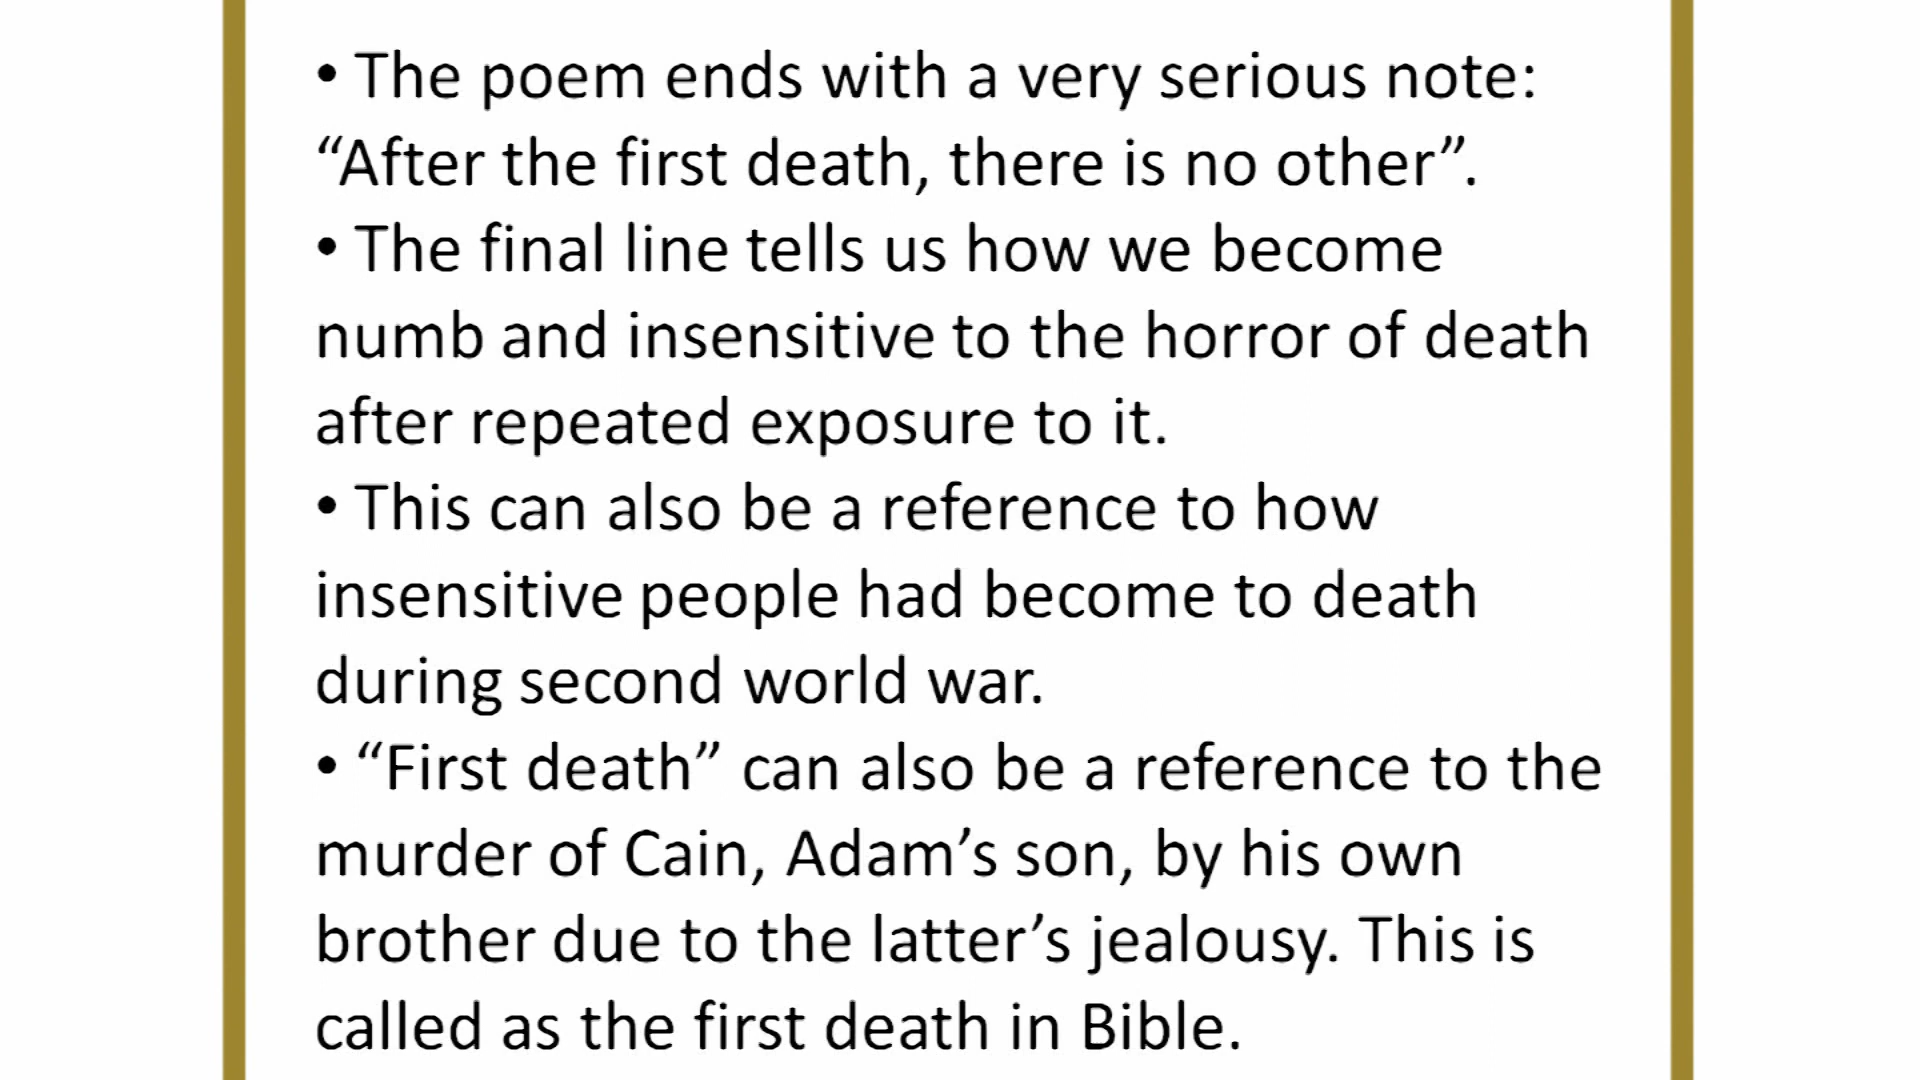 • The poem ends with a very serious note:
“After the first death, there is no other”.
• The final line tells us how we become
numb and insensitive to the horror of death
after repeated exposure to it.
• This can also be a reference to how
insensitive people had become to death
during second world war.
• “First death” can also be a reference to the
murder of Cain, Adam’s son, by his own
brother due to the latter’s jealousy. This is
called as the first death in Bible.